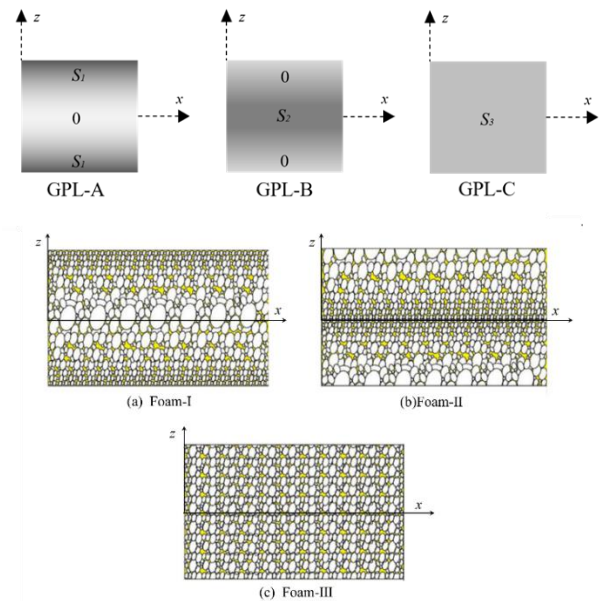 z
z
z
S1
0
S2
S1
x
0
S3
x
0
x
GPL-A
GPL-B
GPL-C
z
z
x
x
(a) Foam-I
(b)Foam-II
z
x
(c) Foam-III